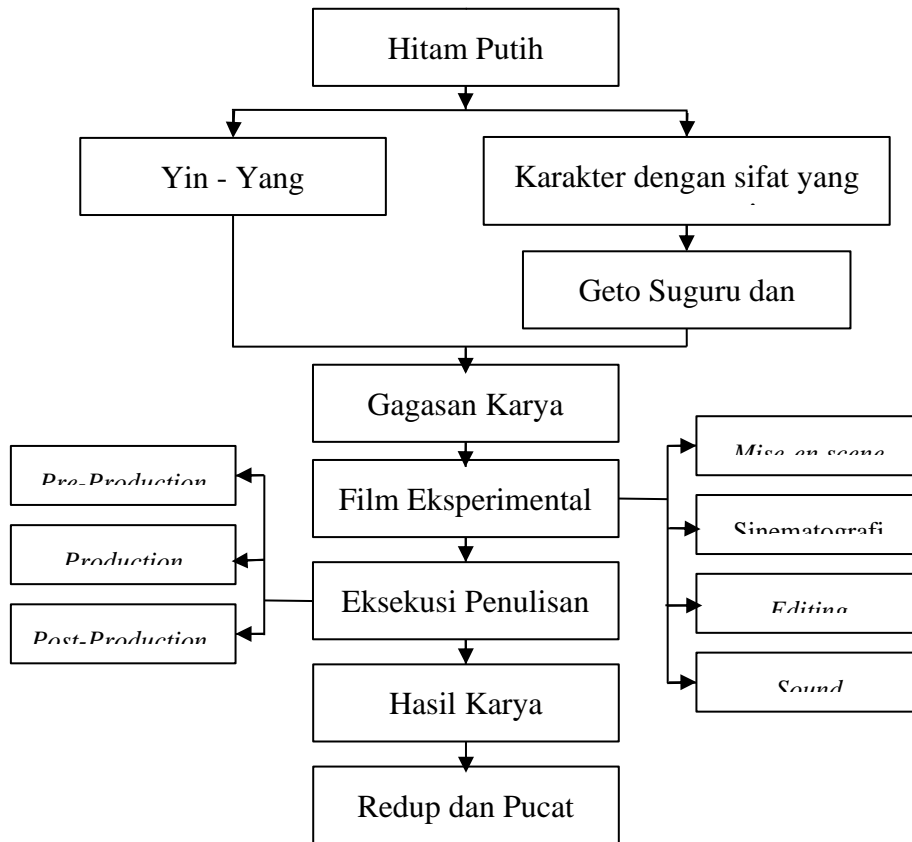 Hitam Putih
Yin - Yang
Karakter dengan sifat yang
Geto Suguru dan
Gagasan Karya
Mise-en scene
Pre-Production
Film Eksperimental
Sinematografi
Production
Eksekusi Penulisan
Editing
Post-Production
Hasil Karya
Sound
Redup dan Pucat